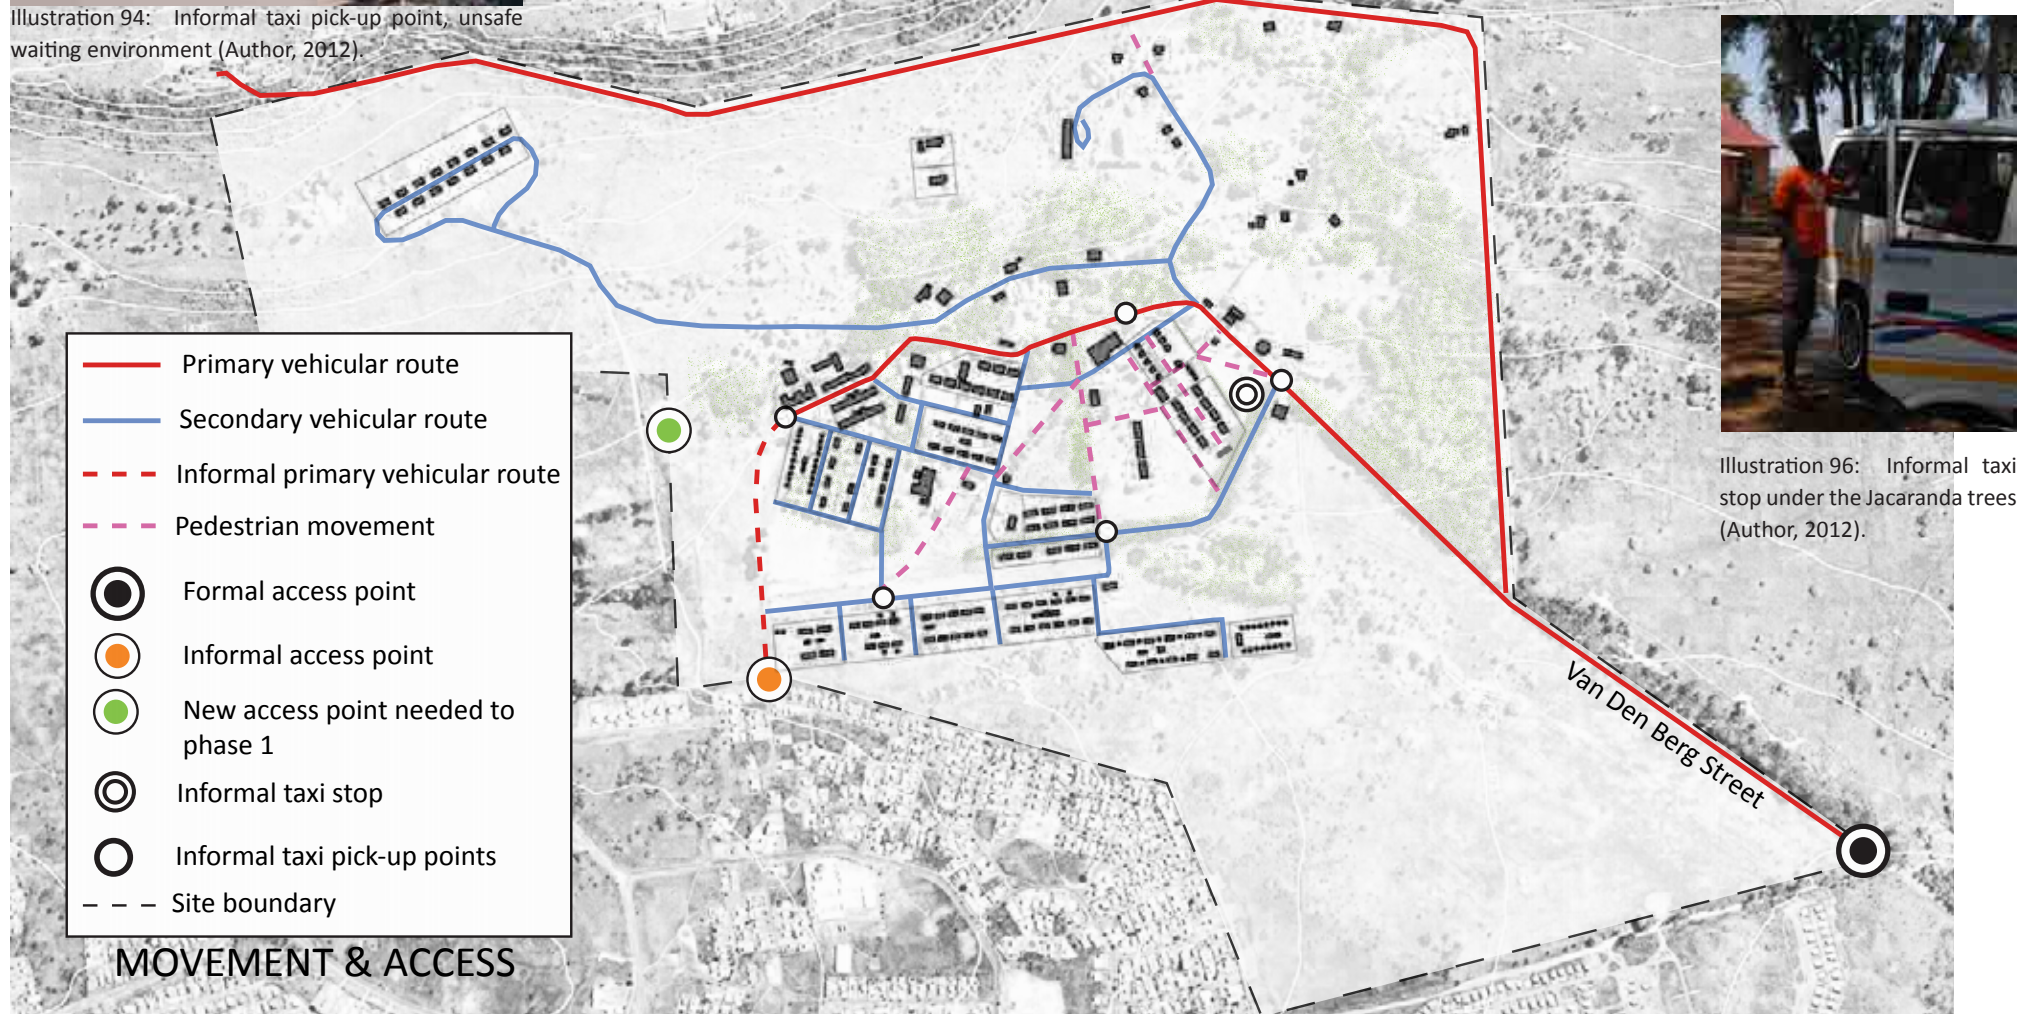 Illustration 94: Informal taxi pick-up point, unsafe
waiting environment (Author, 2012).
Primary vehicular route
Secondary vehicular route
Informal primary vehicular route
Pedestrian movement
Formal access point
Informal access point
New access point needed to
phase 1
Informal taxi stop
Informal taxi pick-up points
Site boundary
MOVEMENT & ACCESS
Van Den Berg Street
Illustration 96: Informal taxi
stop under the Jacaranda trees
(Author, 2012).